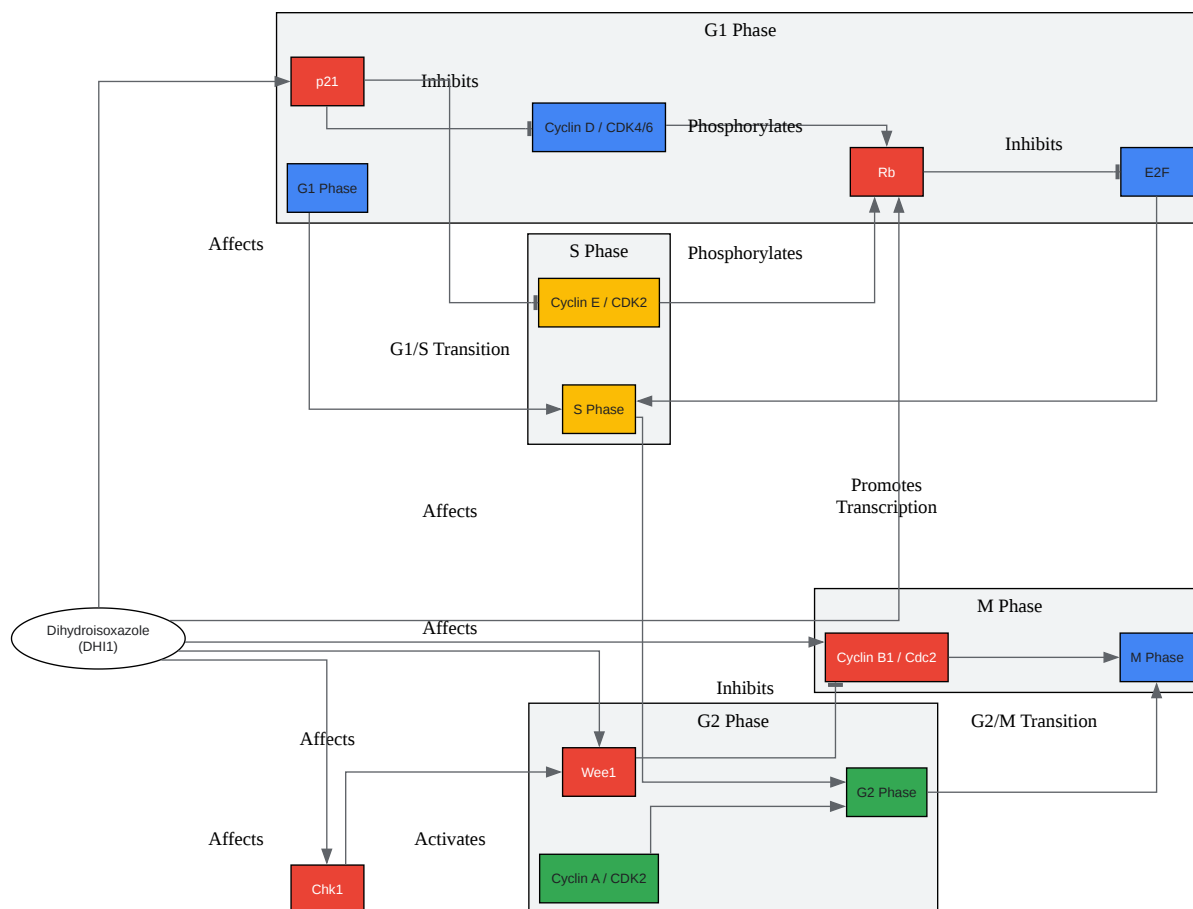 G1 Phase
p21
Inhibits
Cyclin D / CDK4/6
Phosphorylates
Inhibits
Rb
E2F
G1 Phase
Affects
S Phase
Phosphorylates
Cyclin E / CDK2
G1/S Transition
S Phase
Affects
Promotes
Transcription
M Phase
Dihydroisoxazole
(DHI1)
Affects
Cyclin B1 / Cdc2
M Phase
Inhibits
G2 Phase
G2/M Transition
Affects
Wee1
G2 Phase
Affects
Activates
Cyclin A / CDK2
Chk1